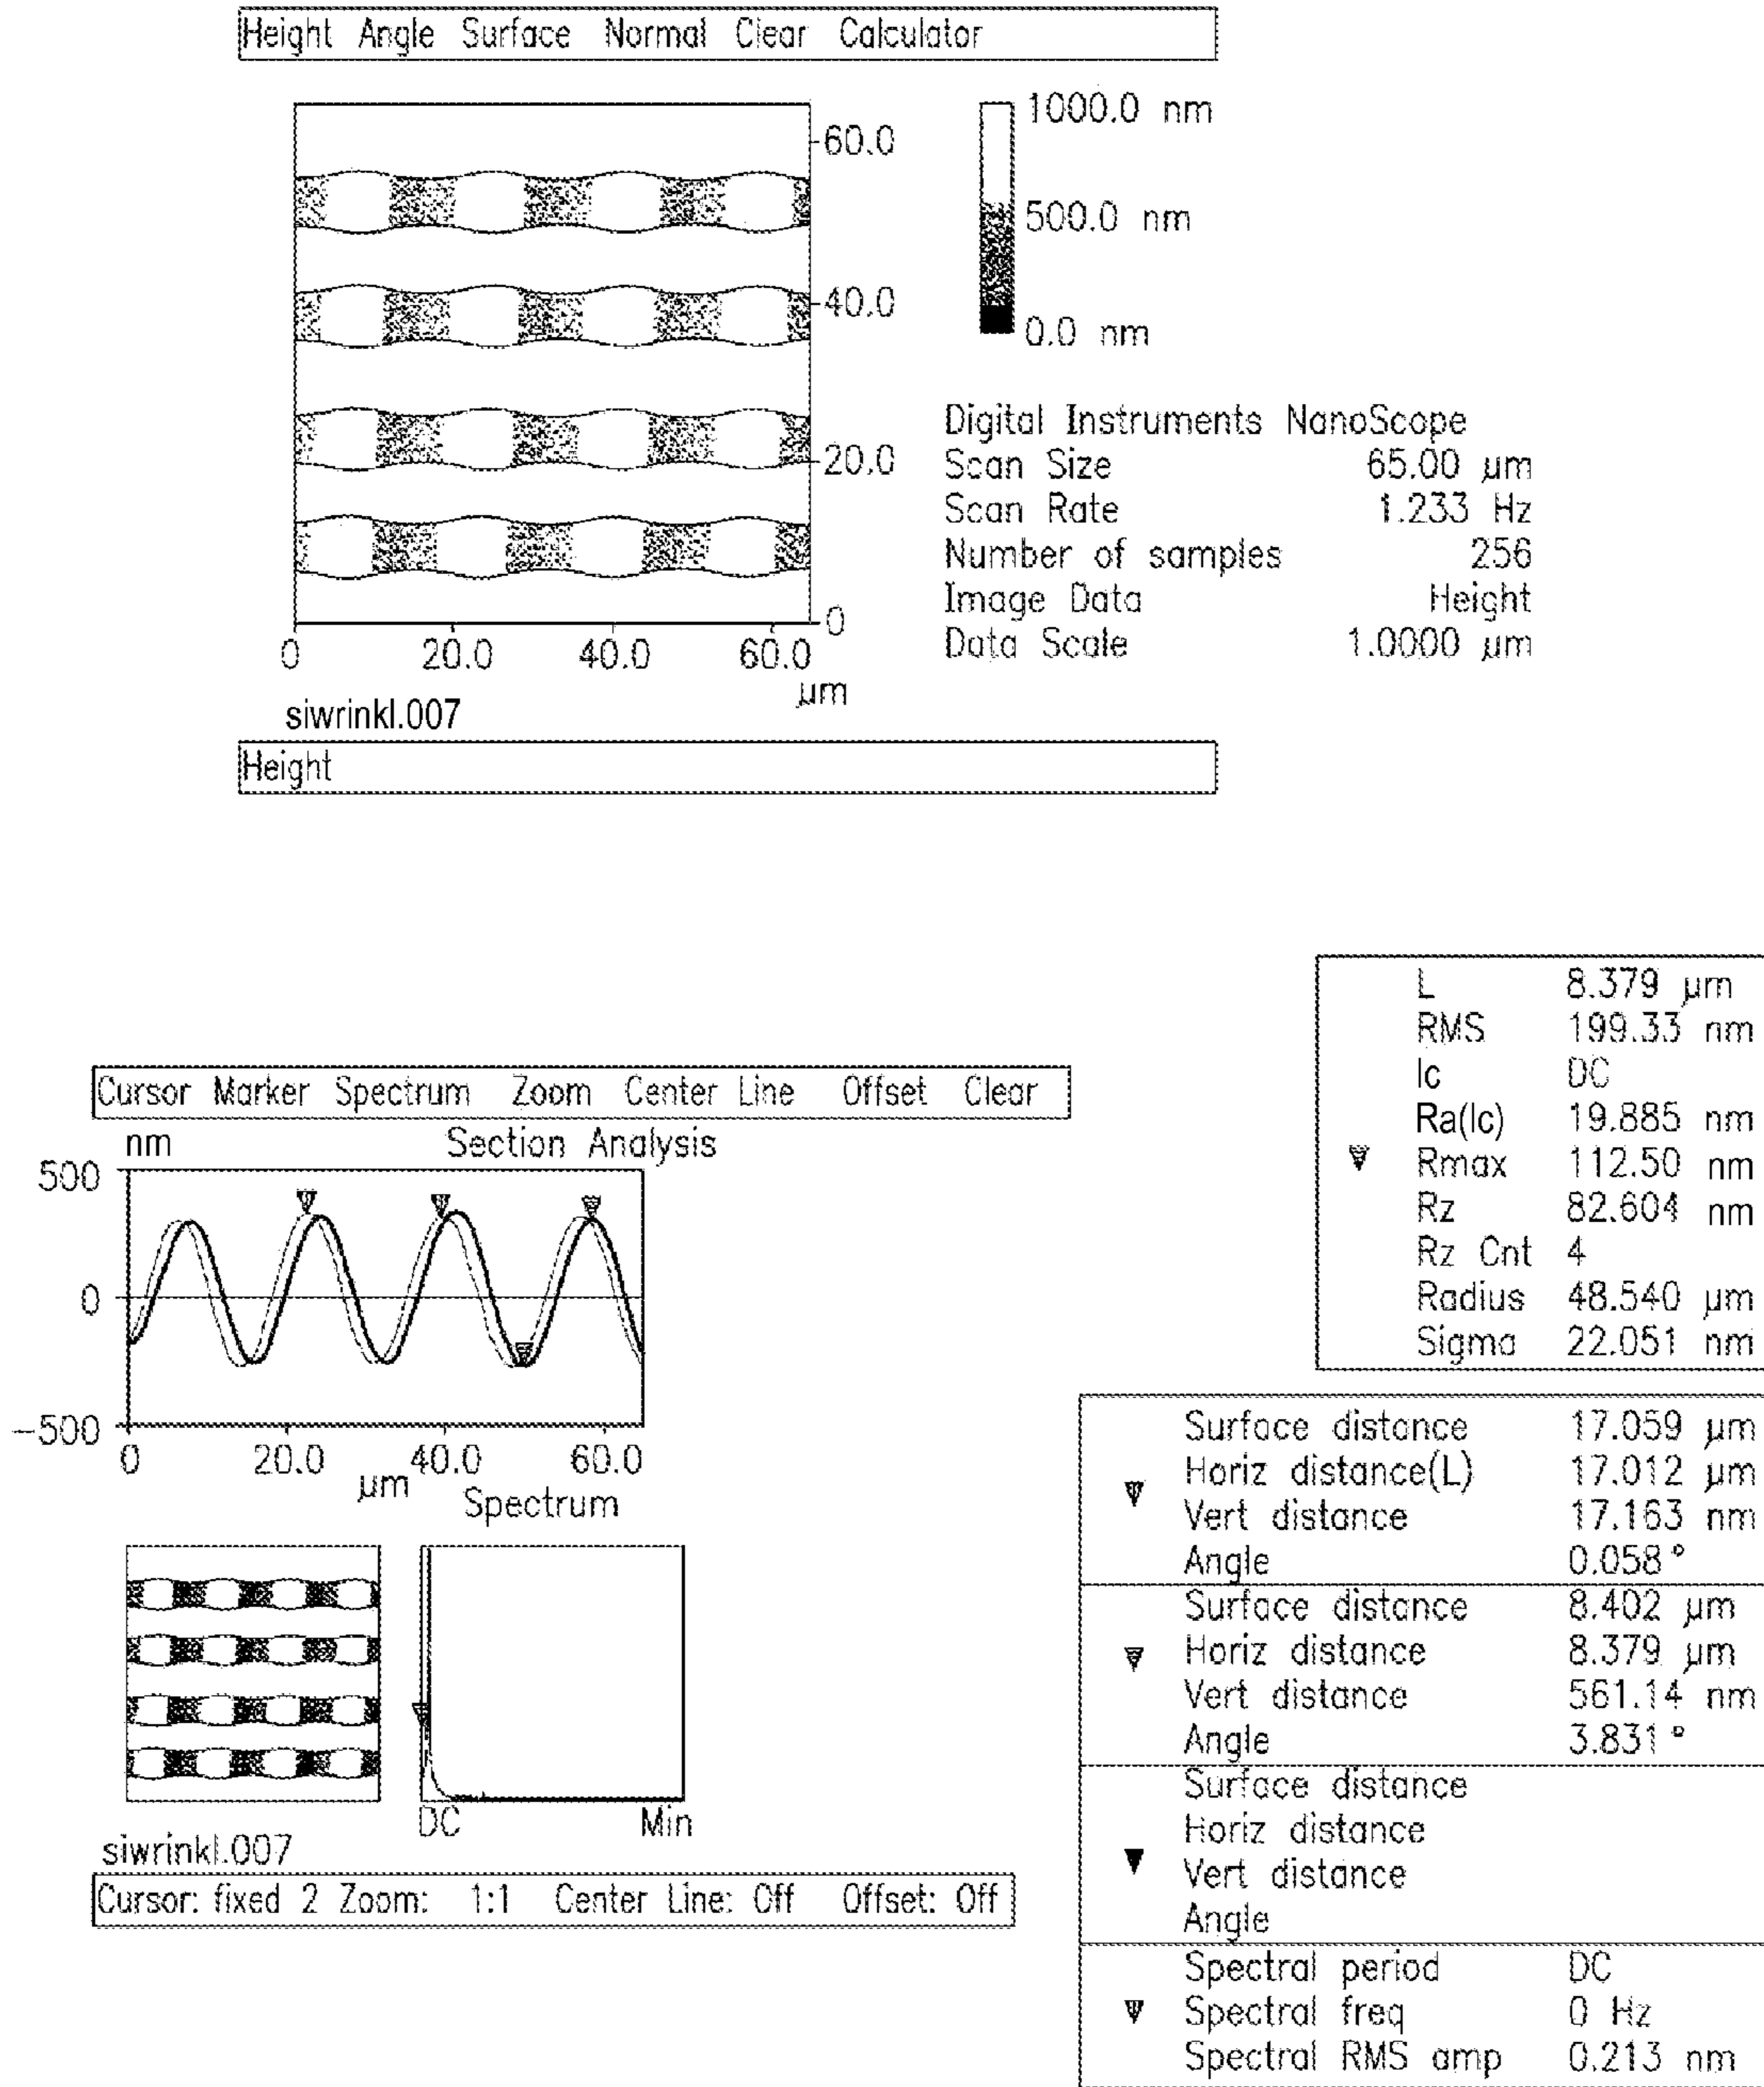 Height Angle Surface Normal Clear Calculator
1000.0 nm
60.0
500.0 nm
40.0
0.0 nm
Digital Instruments NanoScope
20.0
Scan Size 65.00 µm
Scan Rate 1.233 Hz
Number of samples 256
Image Data Height
0
Data Scale 1.0000 µm
0 20.0 40.0 60.0
µm
siwrinkl.007
Height
L 8.379 µm
RMS 199.33 nm
lc DC
Ra(lc) 19.885 nm
Rmax 112.50 nm
Rz 82.604 nm
Rz Cnt 4
Radius 48.540 µm
Sigma 22.051 nm
Cursor Marker Spectrum Zoom Center Line Offset Clear
nm Section Analysis
500
0
-500
0 20.0 40.0 60.0
µm
Spectrum
DC Min
siwrinkl.007
Cursor: fixed 2 Zoom: 1:1 Center Line: Off Offset: Off
Surface distance 17.059 µm
Horiz distance(L) 17.012 µm
Vert distance 17.163 nm
Angle 0.058°
Surface distance 8.402 µm
Horiz distance 8.379 µm
Vert distance 561.14 nm
Angle 3.831°
Surface distance
Horiz distance
Vert distance
Angle
Spectral period DC
Spectral freq 0 Hz
Spectral RMS amp 0.213 nm